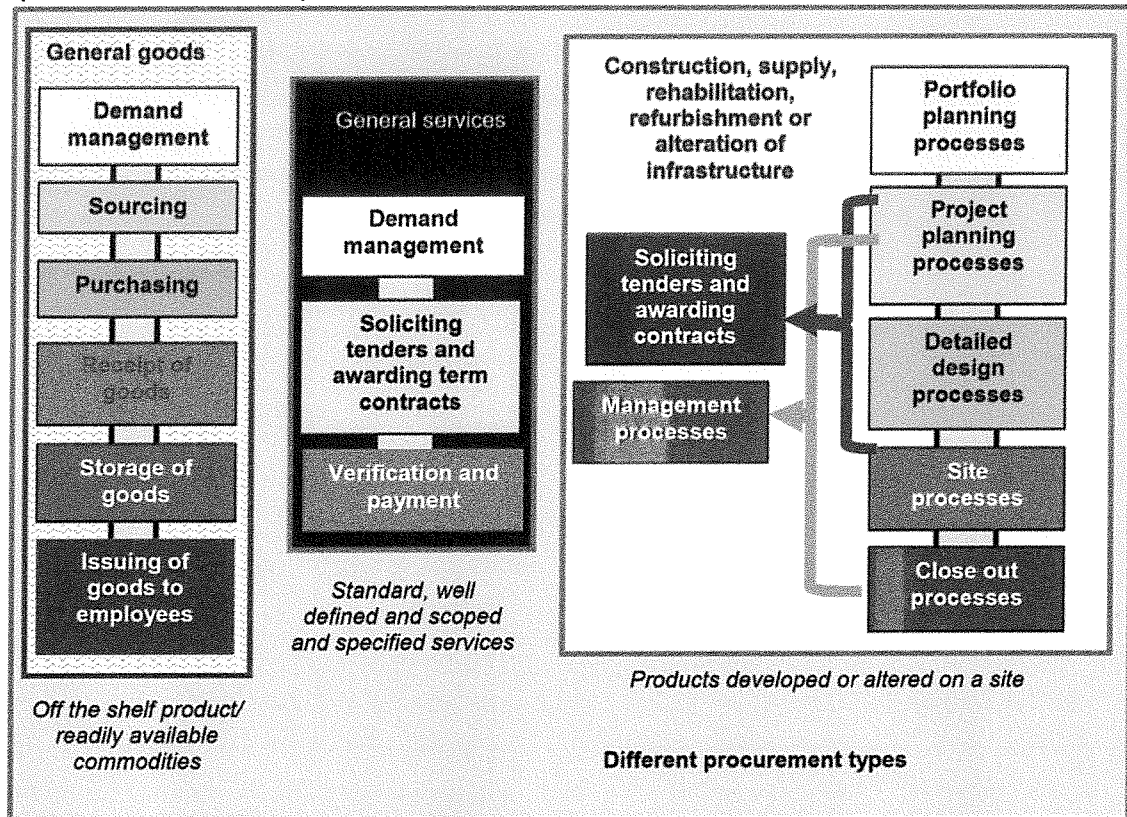 General goods
Demand
management
Sourcing
Purchasing
Receipt of
goods
Storage of
goods
Issuing of
goods to
employees
Off the shelf product/
readily available
commodities
General services
Demand
management
Soliciting
tenders and
awarding term
contracts
Verification and
payment
Standard, well
defined and scoped
and specified services
Construction, supply,
rehabilitation,
refurbishment or
alteration of
infrastructure
Soliciting
tenders and
awarding
contracts
Management
processes
Portfolio
planning
processes
Project
planning
processes
Detailed
design
processes
Site
processes
Close out
processes
Products developed or altered on a site
Different procurement types